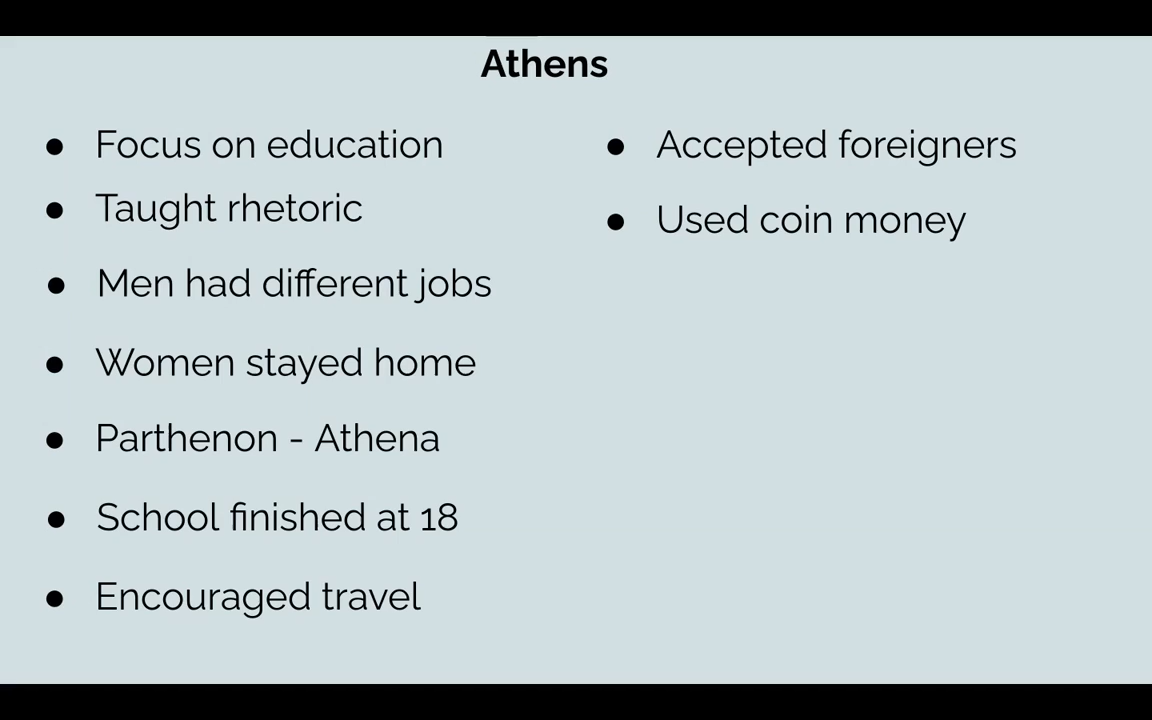 Athens
● Focus on education
● Taught rhetoric
● Men had different jobs
● Women stayed home
● Parthenon - Athena
● School finished at 18
● Encouraged travel
● Accepted foreigners
● Used coin money